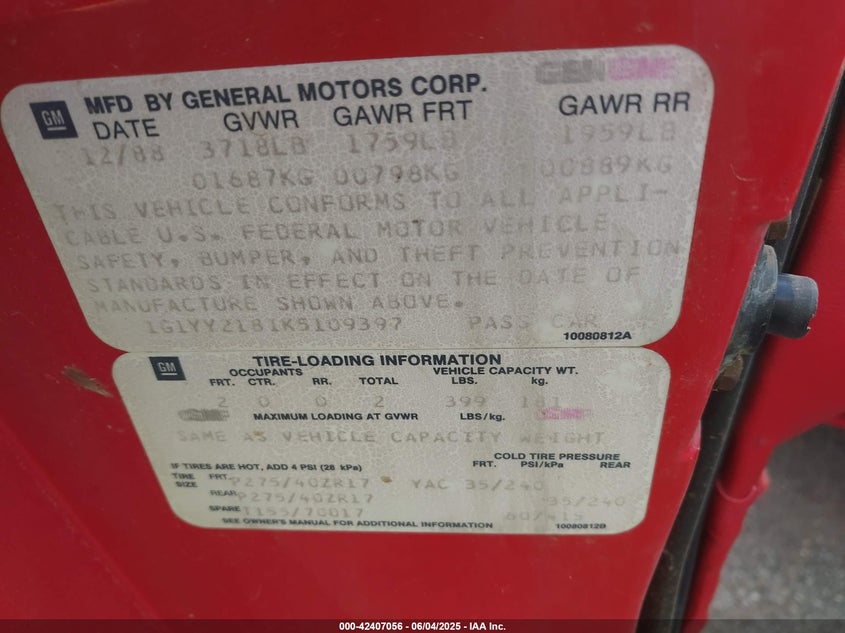 GM MFD BY GENERAL MOTORS CORP.
DATE GVWR GAWR FRT GAWR RR
12/88 3718LB 1759LB 1959LB
01687KG 00798KG 00889KG
THIS VEHICLE CONFORMS TO ALL APPLI-
CABLE U.S. FEDERAL MOTOR VEHICLE
SAFETY, BUMPER, AND THEFT PREVENTION
STANDARDS IN EFFECT ON THE DATE OF
MANUFACTURE SHOWN ABOVE.
1G1YY2181K5109397 PASS CAR
10080812A
GM TIRE-LOADING INFORMATION
OCCUPANTS VEHICLE CAPACITY WT.
FRT. CTR. RR. TOTAL LBS. kg.
2 0 0 2 399 181
MAXIMUM LOADING AT GVWR LBS/kg.
SAME AS VEHICLE CAPACITY WEIGHT
COLD TIRE PRESSURE
IF TIRES ARE HOT, ADD 4 PSI (28 kPa) FRT. PSI/kPa REAR
TIRE SIZE FRT. P275/40ZR17 YAC 35/240
REAR P275/40ZR17 35/240
SPARE T155/70D17 60/415
SEE OWNER'S MANUAL FOR ADDITIONAL INFORMATION 10080812B
000-42407056 - 06/04/2025 - IAA Inc.